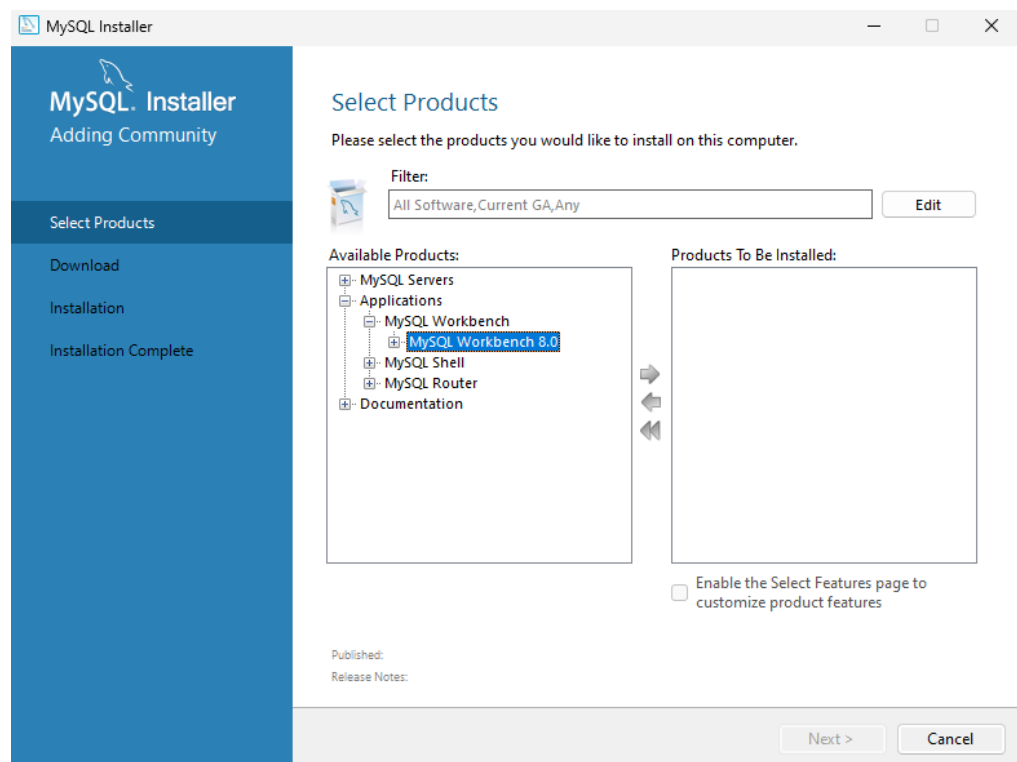 MySQL Installer
MySQL. Installer
Adding Community
Select Products
Download
Installation
Installation Complete
Select Products
Please select the products you would like to install on this computer.
Filter:
All Software,Current GA,Any
Edit
Available Products:
MySQL Servers
Applications
MySQL Workbench
MySQL Workbench 8.0
MySQL Shell
MySQL Router
Documentation
Products To Be Installed:
Enable the Select Features page to
customize product features
Published:
Release Notes:
Next >
Cancel